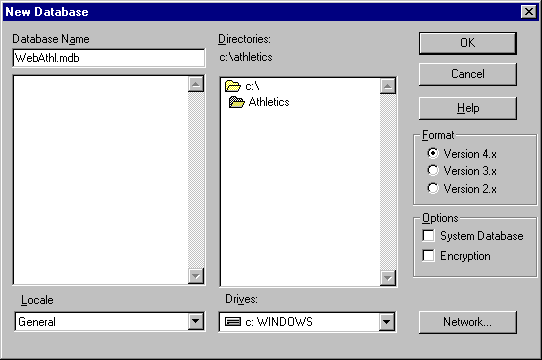 New Database
Database Name
WebAthl.mdb
Directories:
c:\athletics
c:\
Athletics
OK
Cancel
Help
Format
Version 4.x
Version 3.x
Version 2.x
Options
System Database
Encryption
Locale
General
Drives:
c: WINDOWS
Network...